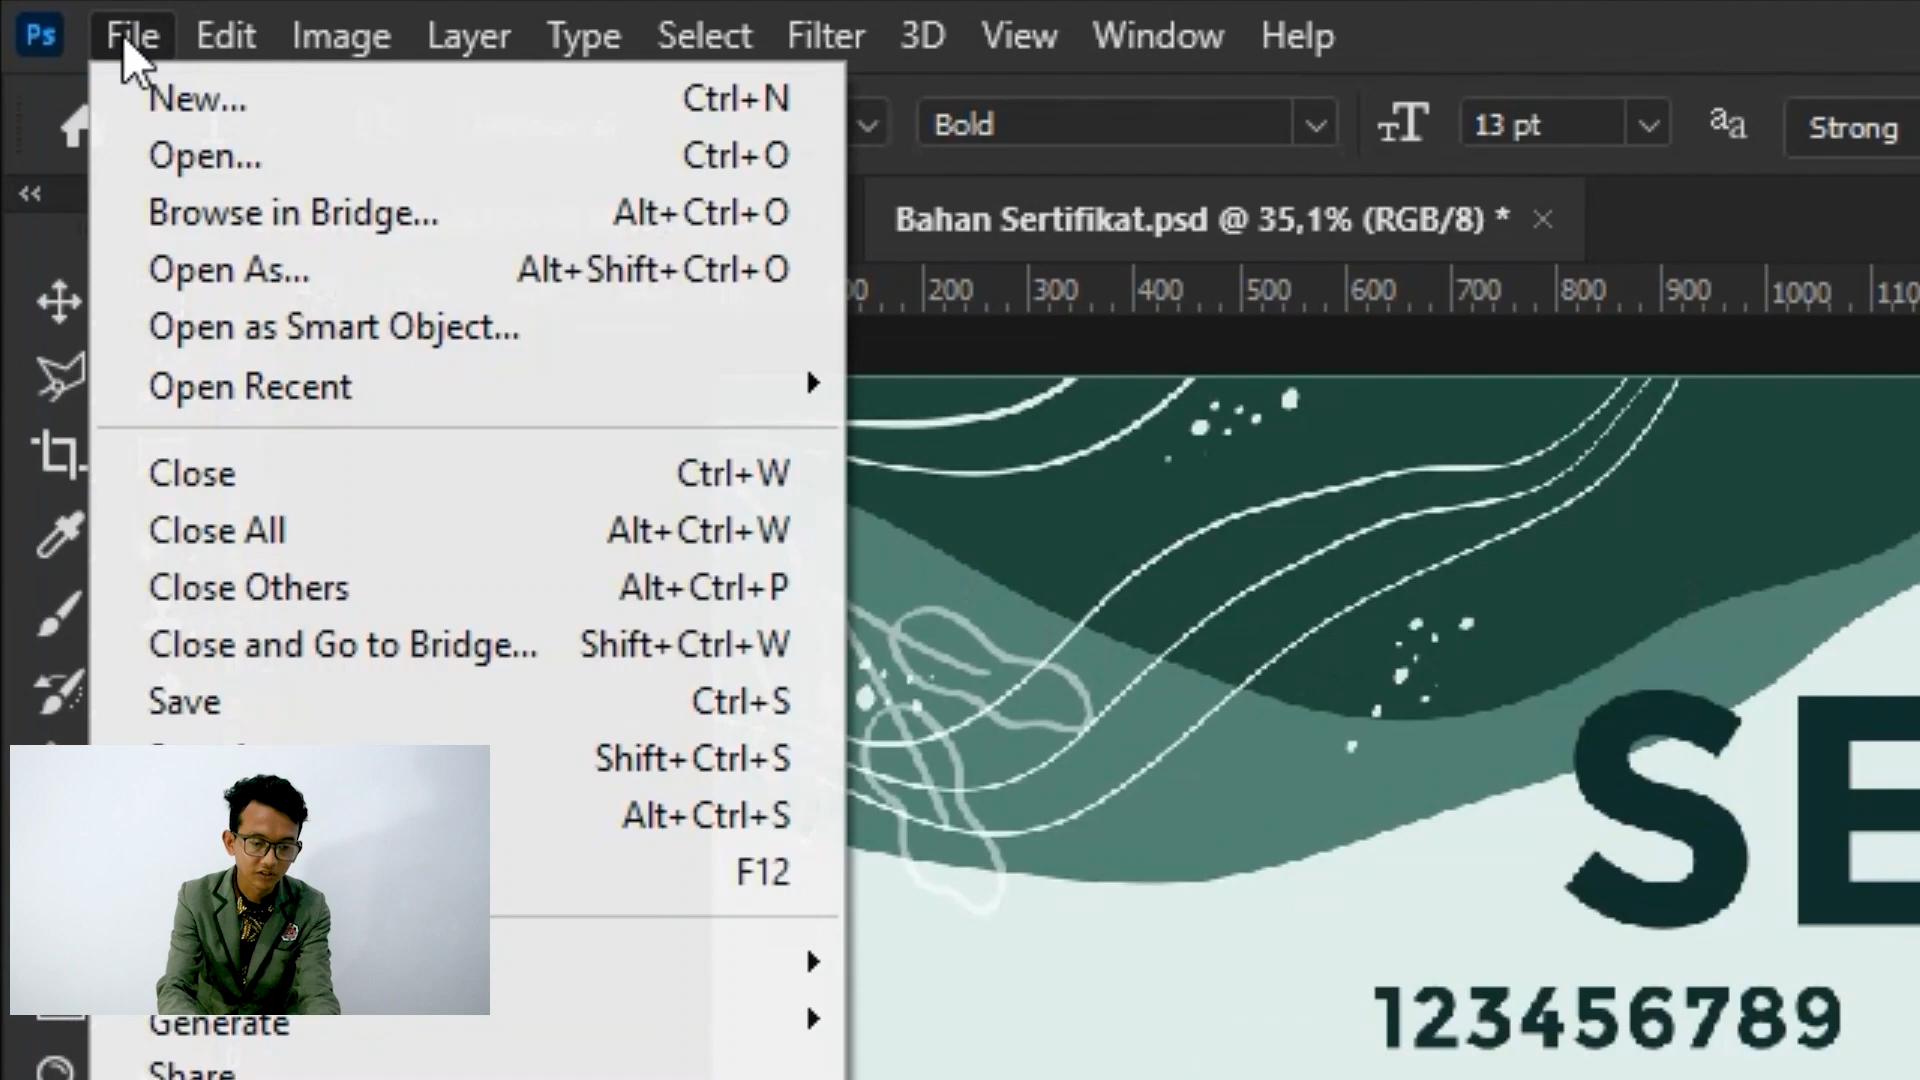 Ps File Edit Image Layer Type Select Filter 3D View Window Help
New... Ctrl+N
Open... Ctrl+O
Browse in Bridge... Alt+Ctrl+O
Open As... Alt+Shift+Ctrl+O
Open as Smart Object...
Open Recent
Close Ctrl+W
Close All Alt+Ctrl+W
Close Others Alt+Ctrl+P
Close and Go to Bridge... Shift+Ctrl+W
Save Ctrl+S
Shift+Ctrl+S
Alt+Ctrl+S
F12
Generate
Share
Bold 13 pt aa Strong
Bahan Sertifikat.psd @ 35,1% (RGB/8) *
200 300 400 500 600 700 800 900 1000
SE
123456789